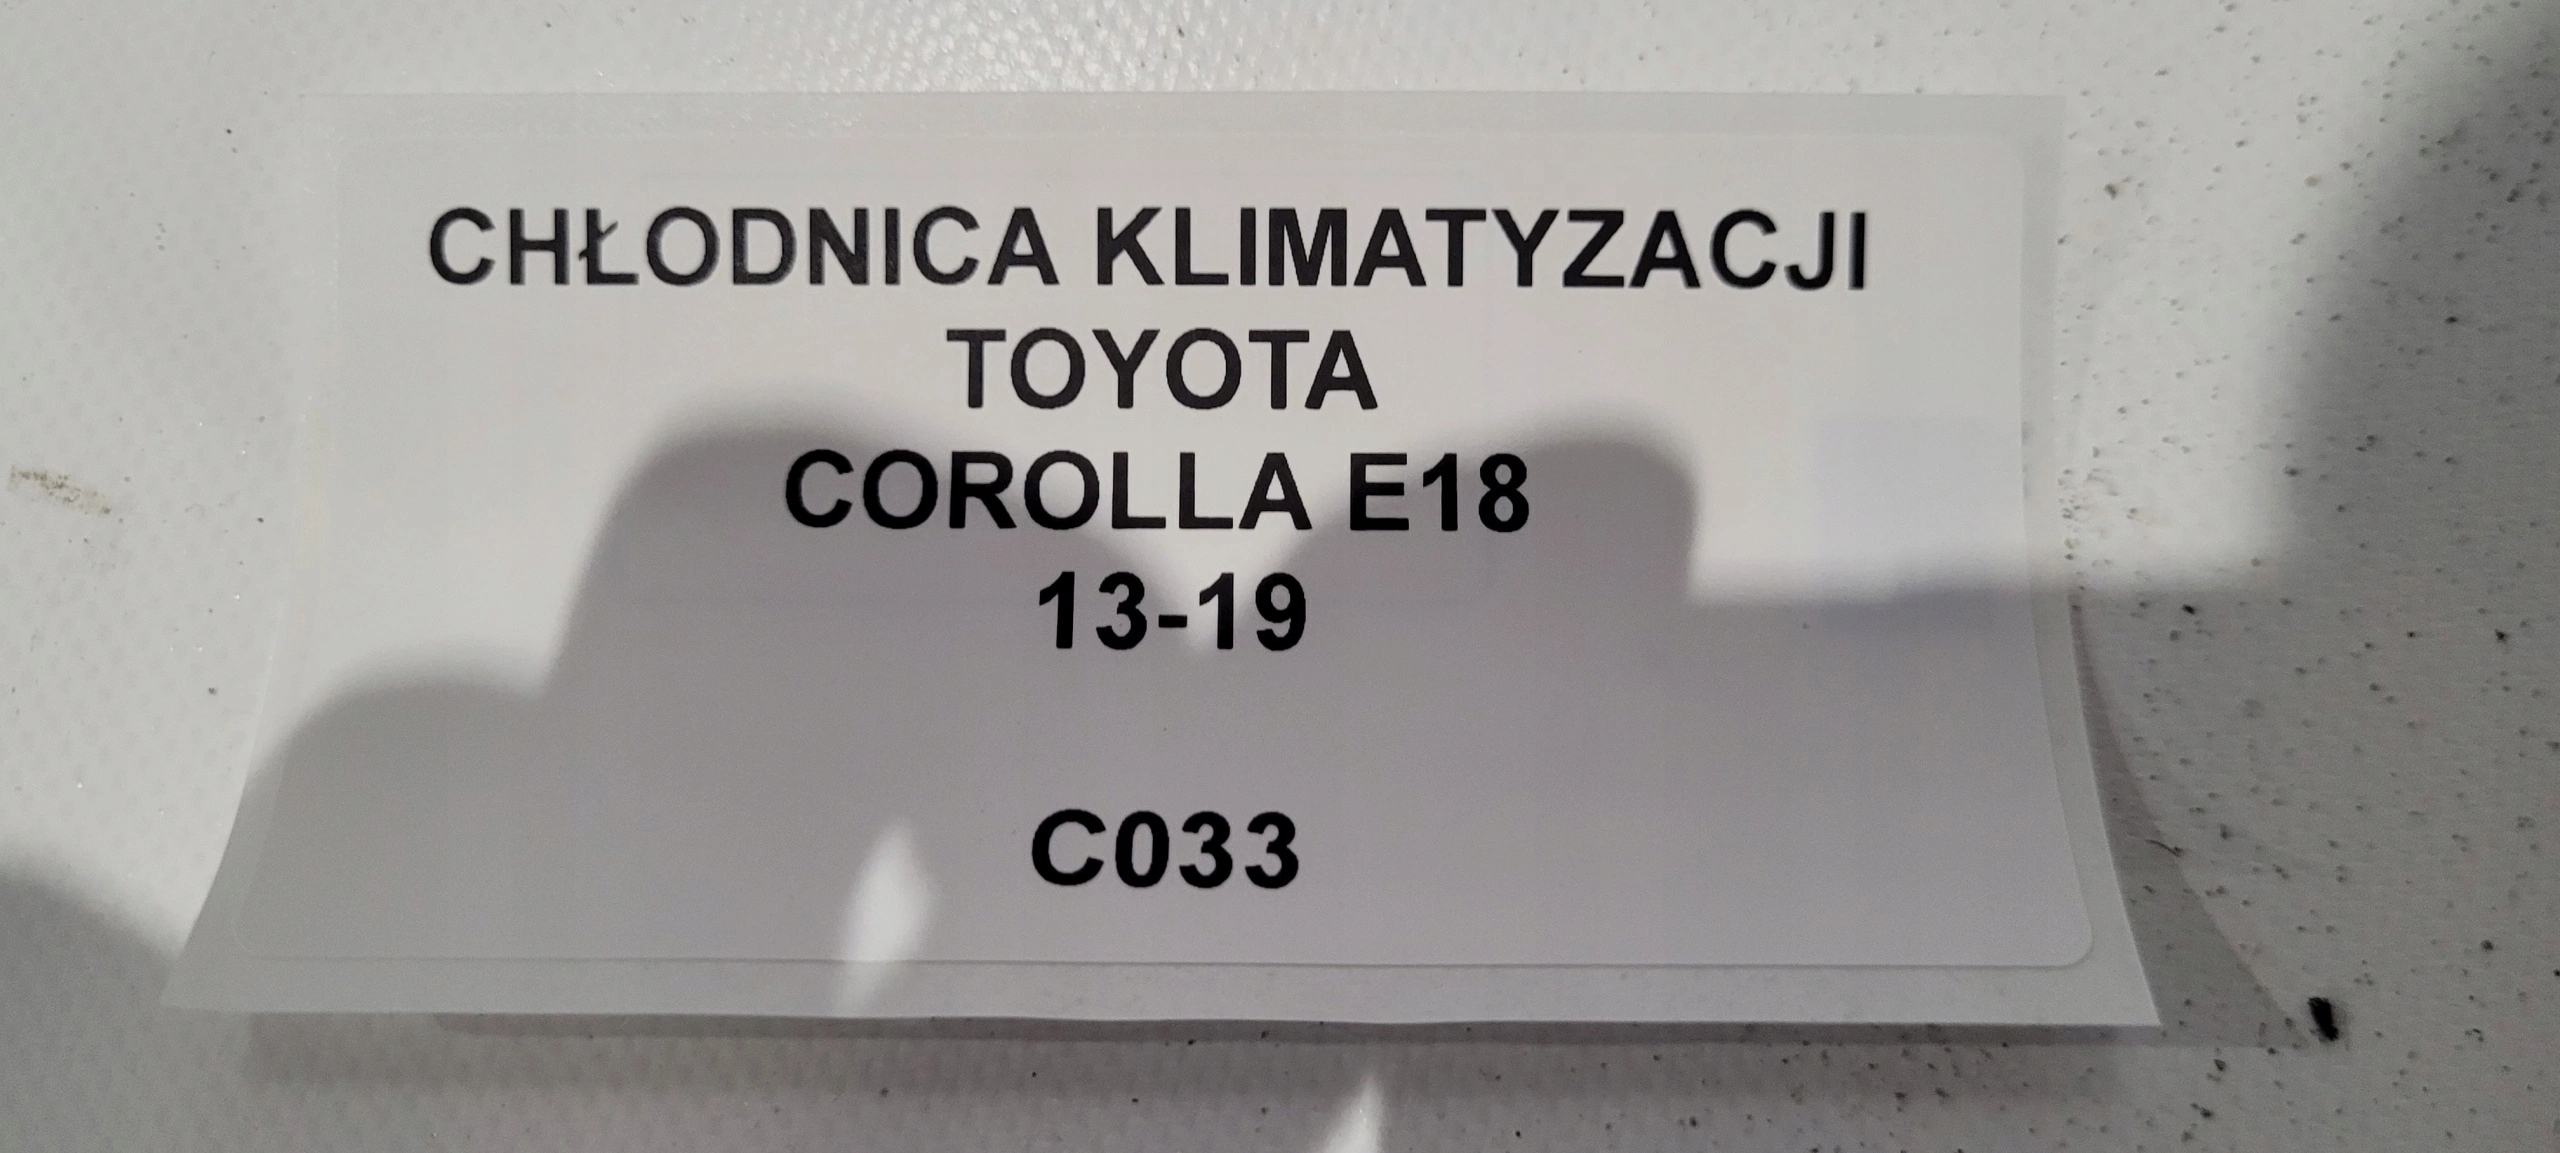 CHŁODNICA KLIMATYZACJI
TOYOTA
COROLLA E18
13-19
C033